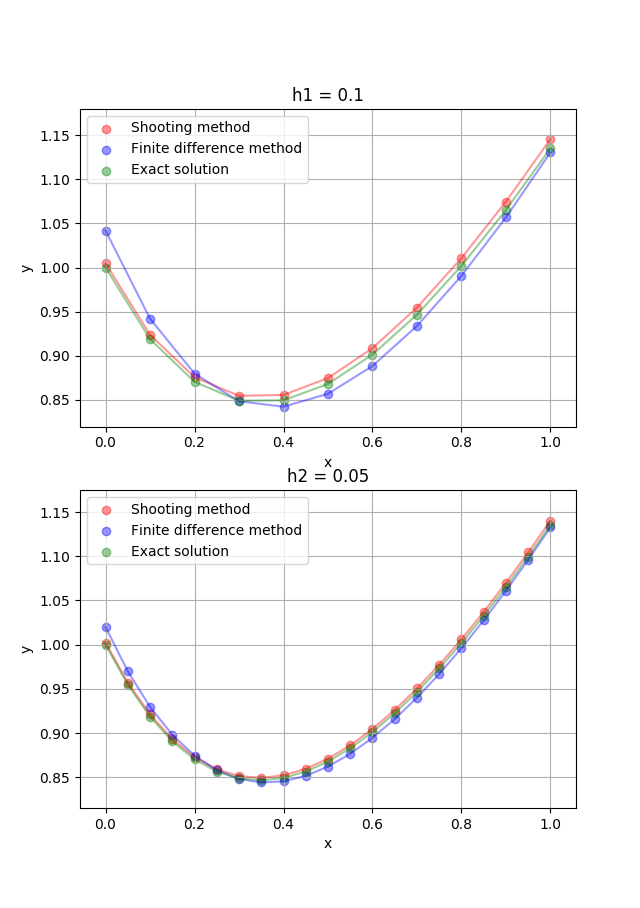 h1 = 0.1
Shooting method
Finite difference method
Exact solution
1.15
1.10
1.05
1.00
0.95
0.90
0.85
y
0.0 0.2 0.4 0.6 0.8 1.0
x
h2 = 0.05
Shooting method
Finite difference method
Exact solution
1.15
1.10
1.05
1.00
0.95
0.90
0.85
y
0.0 0.2 0.4 0.6 0.8 1.0
x